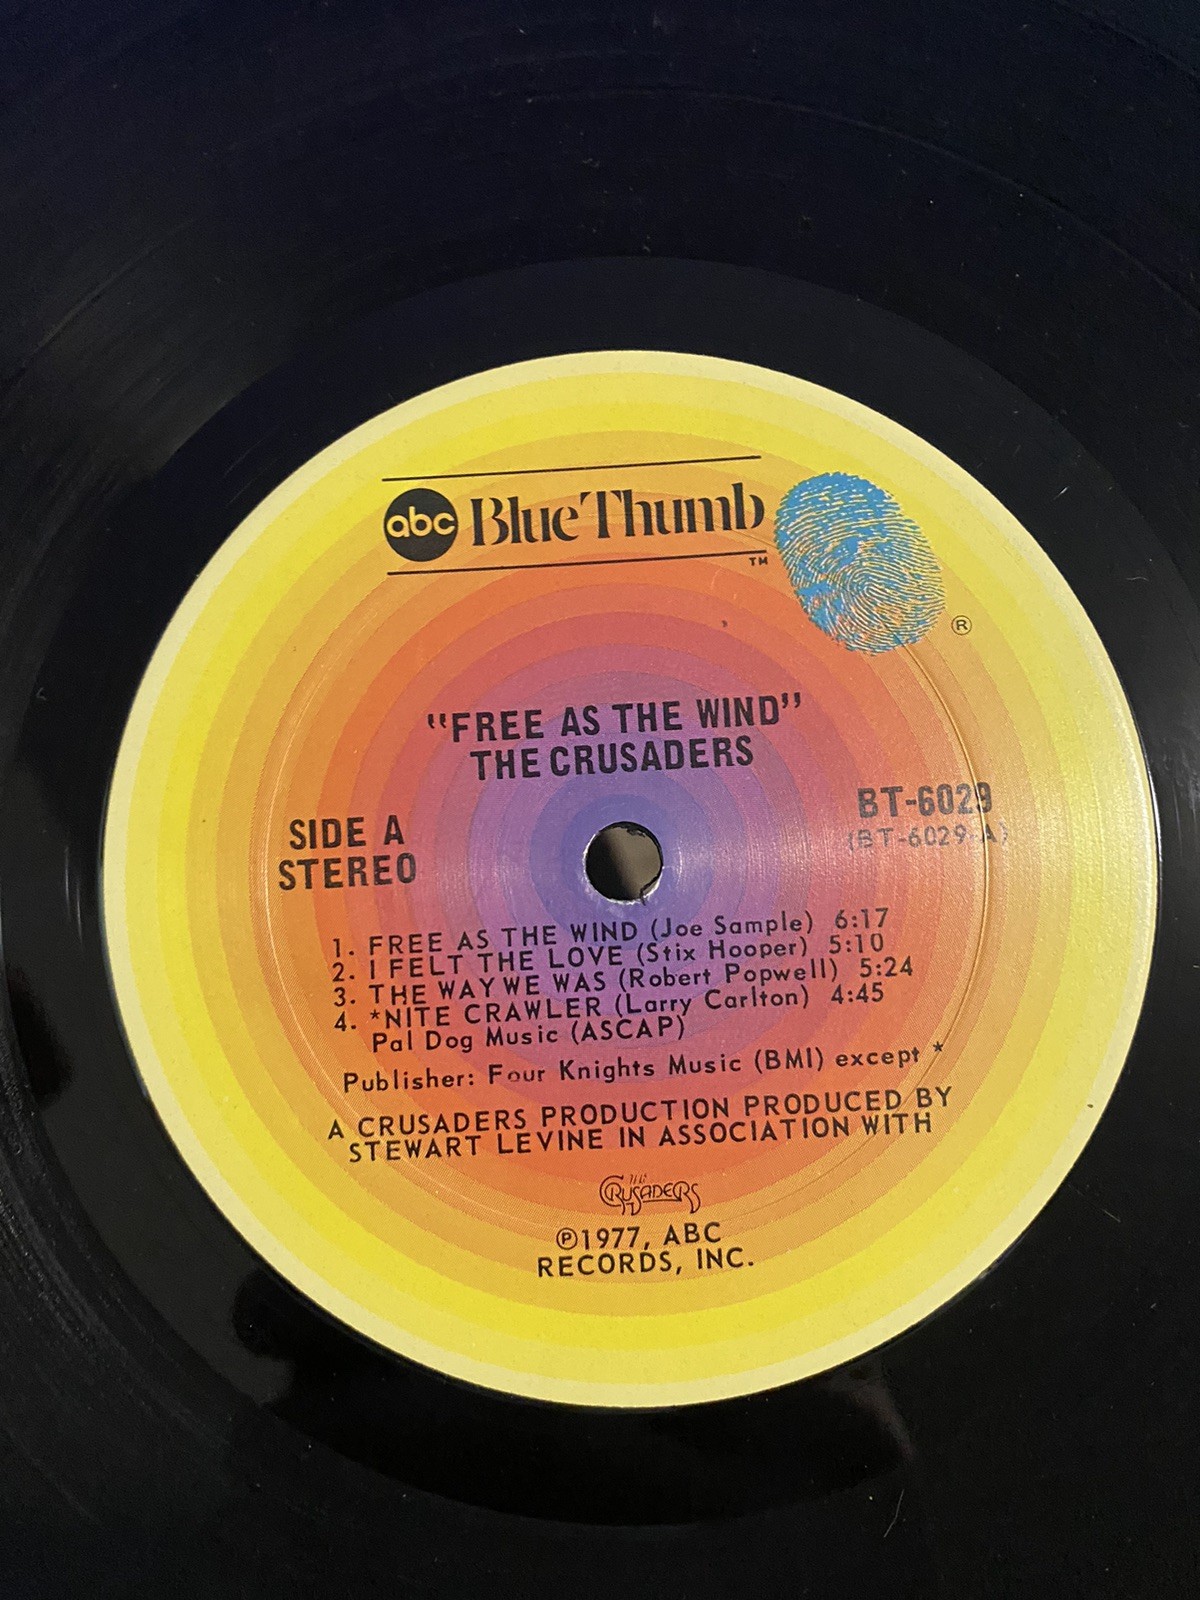 abc Blue Thumb
TM
®
"FREE AS THE WIND"
THE CRUSADERS
SIDE A
STEREO
BT-6029
(BT-6029-A)
1. FREE AS THE WIND (Joe Sample) 6:17
2. I FELT THE LOVE (Stix Hooper) 5:10
3. THE WAY WE WAS (Robert Popwell) 5:24
4. *NITE CRAWLER (Larry Carlton) 4:45
Pal Dog Music (ASCAP)
Publisher: Four Knights Music (BMI) except *
A CRUSADERS PRODUCTION PRODUCED BY
STEWART LEVINE IN ASSOCIATION WITH
THE
CRUSADERS
℗1977, ABC
RECORDS, INC.